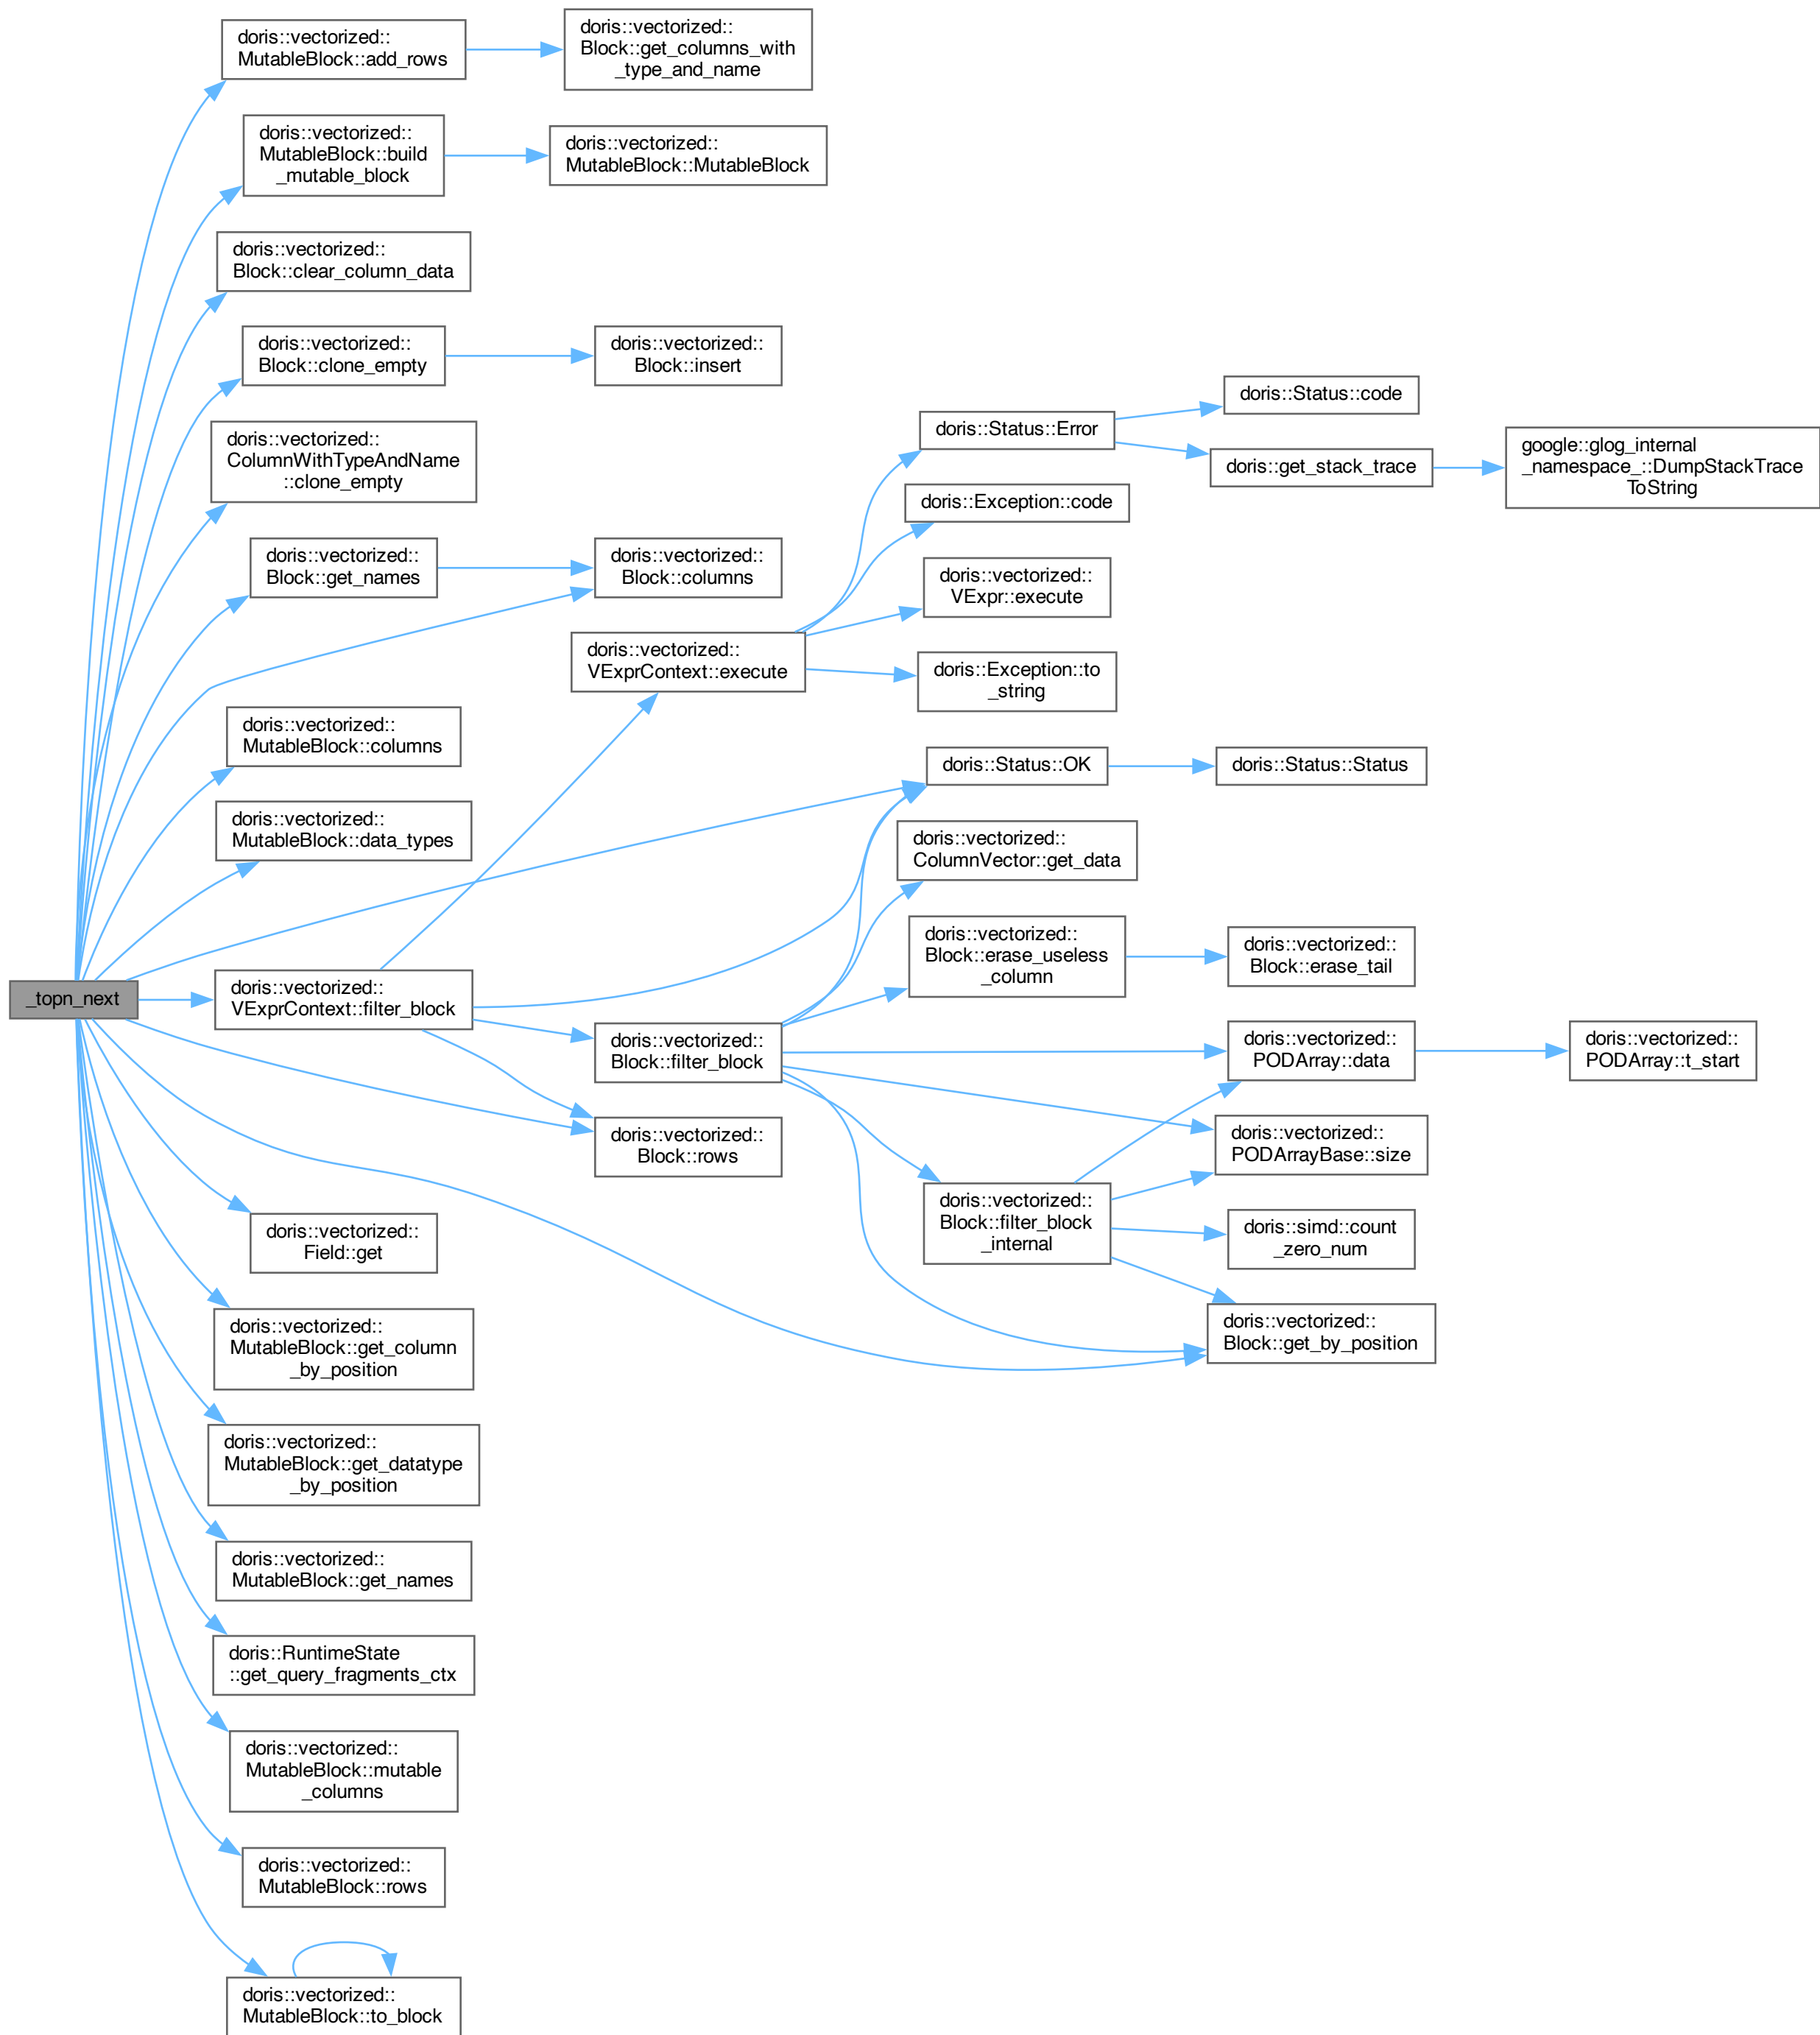 doris::vectorized::
MutableBlock::add_rows
doris::vectorized::
Block::get_columns_with
_type_and_name
doris::vectorized::
MutableBlock::build
_mutable_block
doris::vectorized::
MutableBlock::MutableBlock
doris::vectorized::
Block::clear_column_data
doris::vectorized::
Block::clone_empty
doris::vectorized::
Block::insert
doris::vectorized::
ColumnWithTypeAndName
::clone_empty
doris::vectorized::
Block::get_names
doris::vectorized::
Block::columns
doris::Status::Error
doris::Status::code
doris::get_stack_trace
google::glog_internal
_namespace_::DumpStackTrace
ToString
doris::Exception::code
doris::vectorized::
VExpr::execute
doris::vectorized::
VExprContext::execute
doris::Exception::to
_string
doris::vectorized::
MutableBlock::columns
doris::vectorized::
MutableBlock::data_types
doris::Status::OK
doris::Status::Status
doris::vectorized::
ColumnVector::get_data
doris::vectorized::
Block::erase_useless
_column
doris::vectorized::
Block::erase_tail
_topn_next
doris::vectorized::
VExprContext::filter_block
doris::vectorized::
Block::filter_block
doris::vectorized::
PODArray::data
doris::vectorized::
PODArray::t_start
doris::vectorized::
Block::rows
doris::vectorized::
PODArrayBase::size
doris::vectorized::
Block::filter_block
_internal
doris::simd::count
_zero_num
doris::vectorized::
Block::get_by_position
doris::vectorized::
Field::get
doris::vectorized::
MutableBlock::get_column
_by_position
doris::vectorized::
MutableBlock::get_datatype
_by_position
doris::vectorized::
MutableBlock::get_names
doris::RuntimeState
::get_query_fragments_ctx
doris::vectorized::
MutableBlock::mutable
_columns
doris::vectorized::
MutableBlock::rows
doris::vectorized::
MutableBlock::to_block